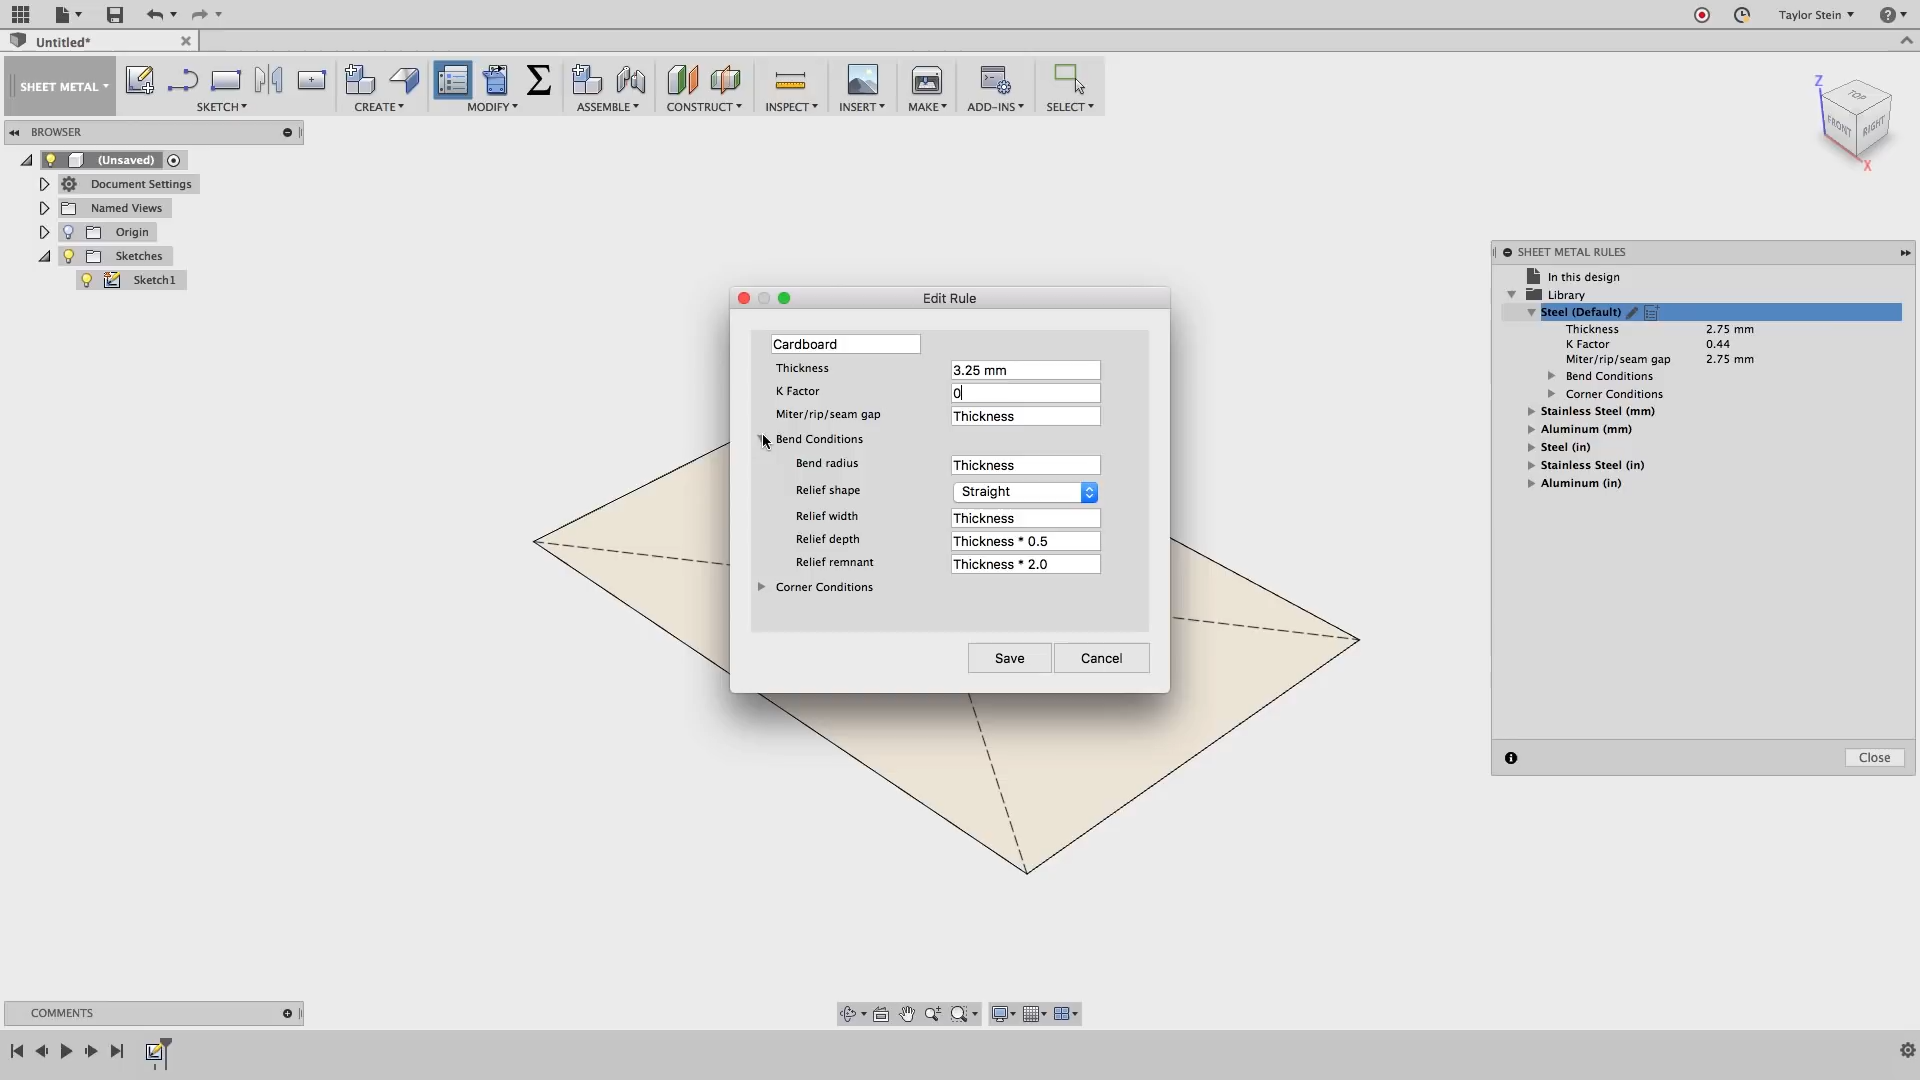 Taylor Stein
Untitled*
SHEET METAL
SKETCH
CREATE
MODIFY
ASSEMBLE
CONSTRUCT
INSPECT
INSERT
MAKE
ADD-INS
SELECT
Z
TOP
FRONT
RIGHT
X
BROWSER
(Unsaved)
Document Settings
Named Views
Origin
Sketches
Sketch1
SHEET METAL RULES
In this design
Library
Steel (Default)
Thickness 2.75 mm
K Factor 0.44
Miter/rip/seam gap 2.75 mm
Bend Conditions
Corner Conditions
Stainless Steel (mm)
Aluminum (mm)
Steel (in)
Stainless Steel (in)
Aluminum (in)
Close
Edit Rule
Cardboard
Thickness 3.25 mm
K Factor 0
Miter/rip/seam gap Thickness
Bend Conditions
Bend radius Thickness
Relief shape Straight
Relief width Thickness
Relief depth Thickness * 0.5
Relief remnant Thickness * 2.0
Corner Conditions
Save Cancel
COMMENTS